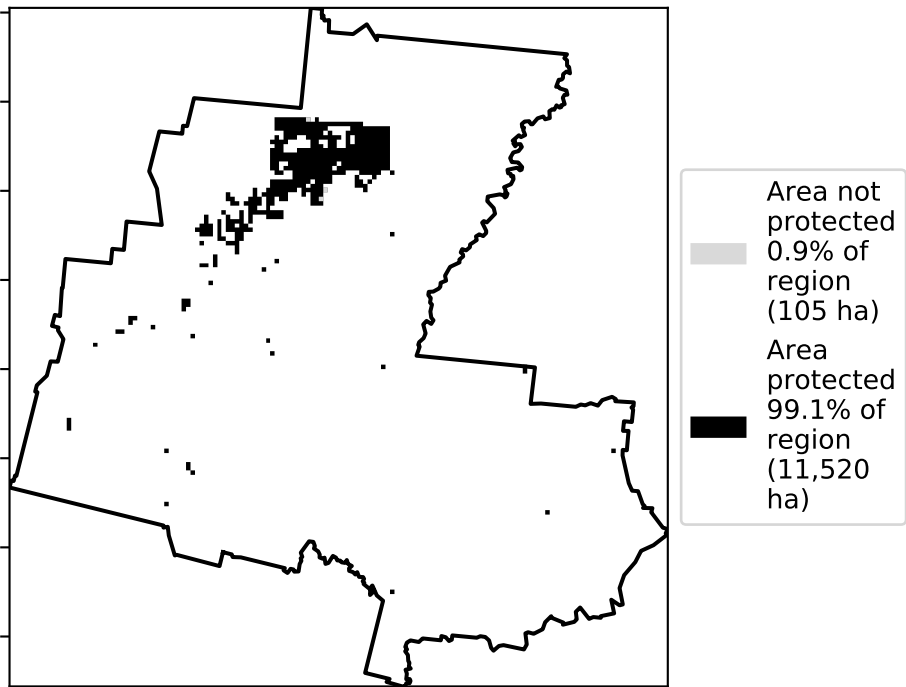 Area not
protected
0.9% of
region
(105 ha)
Area
protected
99.1% of
region
(11,520
ha)